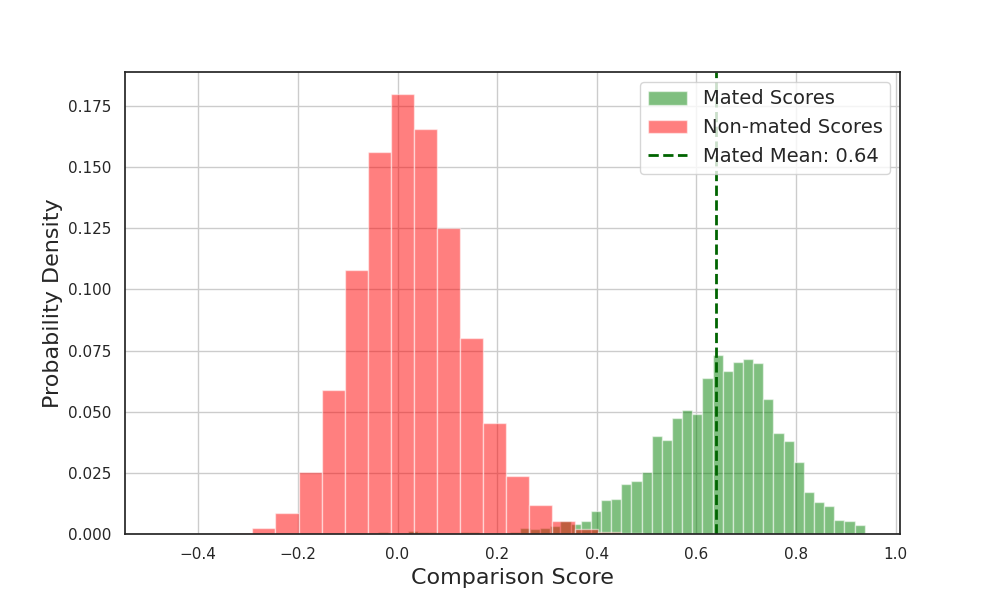 Mated Scores
Non-mated Scores
Mated Mean: 0.64
Probability Density
0.175
0.150
0.125
0.100
0.075
0.050
0.025
0.000
−0.4 −0.2 0.0 0.2 0.4 0.6 0.8 1.0
Comparison Score